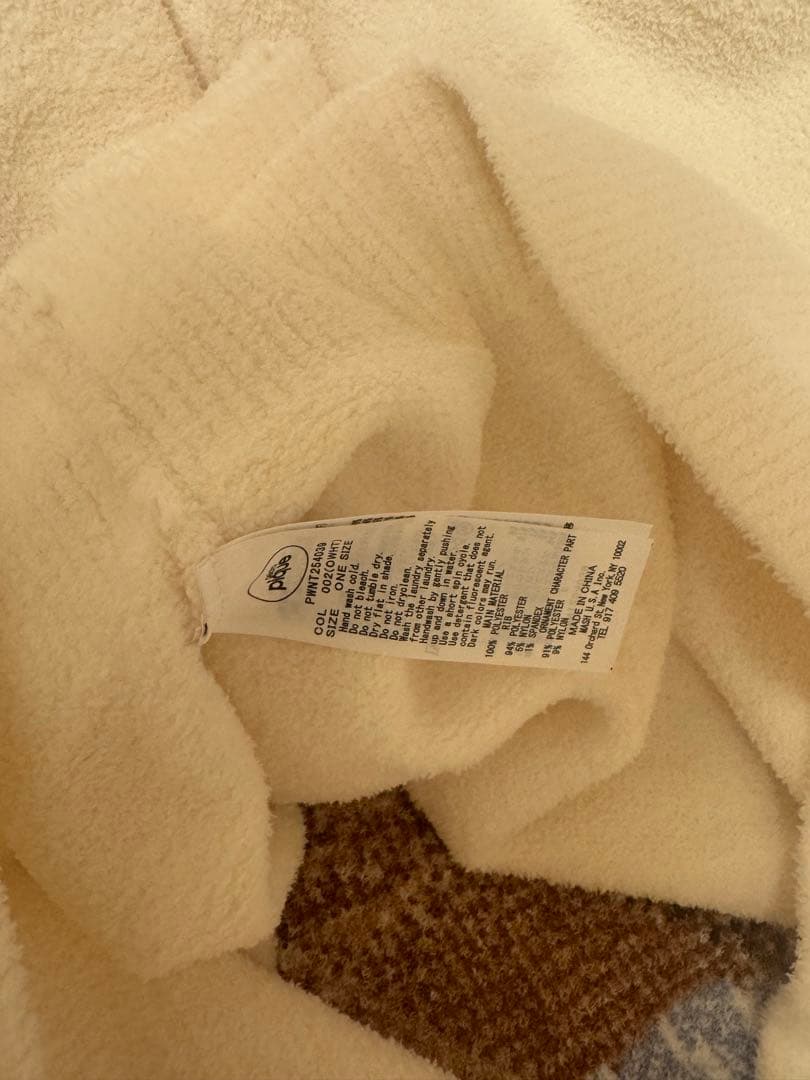 piqué
PWNT254039
COL 002(OWHT)
SIZE ONE SIZE
Hand wash cold.
Do not bleach.
Do not tumble dry.
Dry flat in shade.
Do not iron.
Do not dryclean.
Wash the laundry separately
from other laundry.
Handwash by gently pushing
up and down in water.
Use a short spin cycle.
Use detergent that does not
contain fluorescent agent.
Dark colors may run.
MAIN MATERIAL
100% POLYESTER
RIB
94% POLYESTER
5% NYLON
1% SPANDEX
ORNAMENT CHARACTER PART
91% POLYESTER
9% NYLON
MADE IN CHINA
MASH U.S.A Inc.
144 Orchard St, New York, NY 10002
TEL 917 409 5520